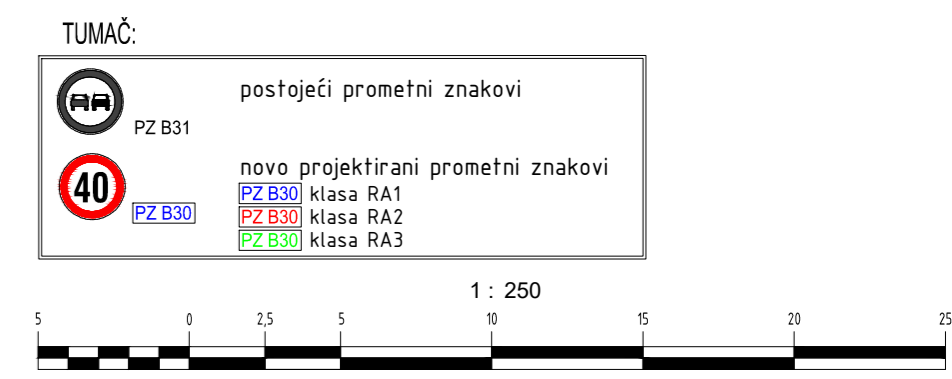 TUMAČ:
postojeći prometni znakovi
PZ B31
novo projektirani prometni znakovi
40
PZ B30
PZ B30 klasa RA1
PZ B30 klasa RA2
PZ B30 klasa RA3
1 : 250
5 0 2,5 5 10 15 20 25